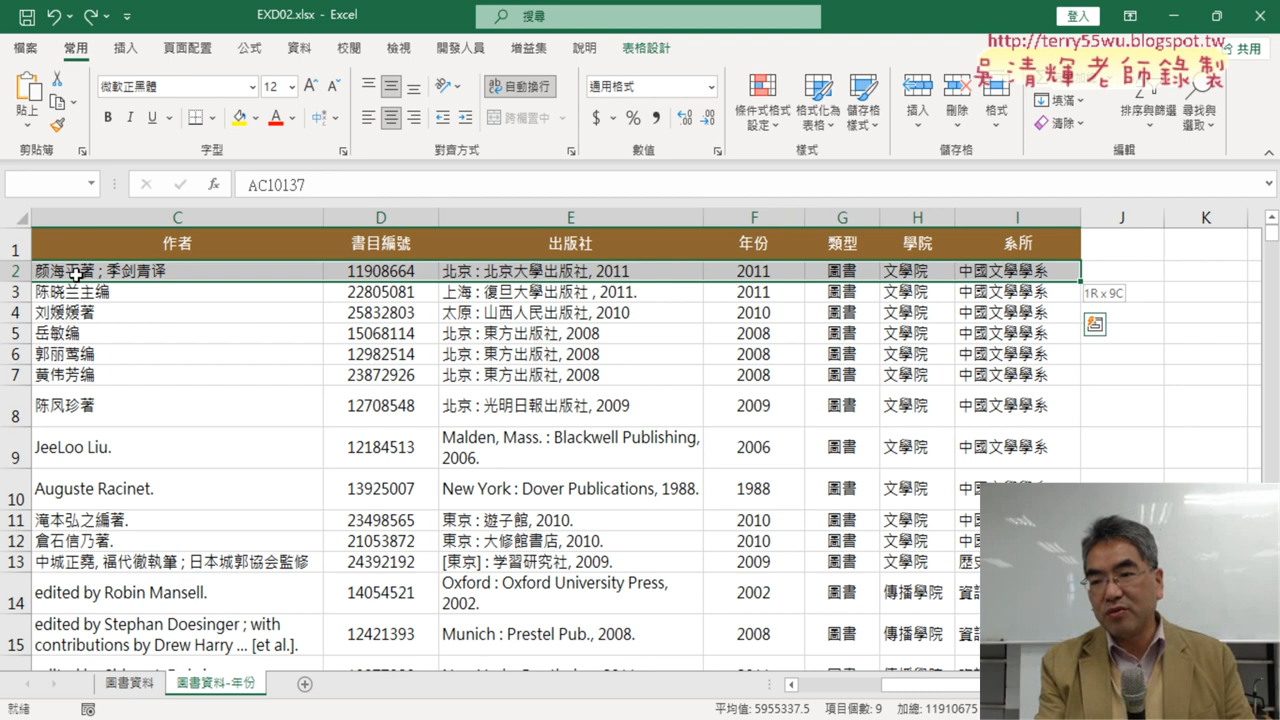 EXD02.xlsx - Excel
搜尋
登入
檔案 常用 插入 頁面配置 公式 資料 校閱 檢視 開發人員 增益集 說明 表格設計
共用
http://terry55wu.blogspot.tw
吳清輝老師錄製
貼上
微軟正黑體 12
B I U
自動換行
跨欄置中
通用格式
$ % ,
條件式格式設定
格式化為表格
儲存格樣式
插入 刪除 格式
填滿
清除
排序與篩選
尋找與選取
剪貼簿 字型 對齊方式 數值 樣式 儲存格 編輯
fx AC10137
C D E F G H I J K
1 作者 書目編號 出版社 年份 類型 學院 系所
2 颜海平著 ; 季剑青译 11908664 北京 : 北京大學出版社, 2011 2011 圖書 文學院 中國文學學系
3 陈晓兰主编 22805081 上海 : 復旦大學出版社 , 2011. 2011 圖書 文學院 中國文學學系
1R x 9C
4 刘媛媛著 25832803 太原 : 山西人民出版社, 2010 2010 圖書 文學院 中國文學學系
5 岳敏编 15068114 北京 : 東方出版社, 2008 2008 圖書 文學院 中國文學學系
6 郭丽莺编 12982514 北京 : 東方出版社, 2008 2008 圖書 文學院 中國文學學系
7 黄伟芳编 23872926 北京 : 東方出版社, 2008 2008 圖書 文學院 中國文學學系
8 陈凤珍著 12708548 北京 : 光明日報出版社, 2009 2009 圖書 文學院 中國文學學系
9 JeeLoo Liu. 12184513 Malden, Mass. : Blackwell Publishing, 2006. 2006 圖書 文學院 中國文學學系
10 Auguste Racinet. 13925007 New York : Dover Publications, 1988. 1988 圖書 文學院 中
11 滝本弘之編著. 23498565 東京 : 遊子館, 2010. 2010 圖書 文學院 中
12 倉石信乃著. 21053872 東京 : 大修館書店, 2010. 2010 圖書 文學院 中
13 中城正堯, 福代徹執筆 ; 日本城郭協會監修 24392192 [東京] : 学習研究社, 2009. 2009 圖書 文學院 歷
14 edited by Robin Mansell. 14054521 Oxford : Oxford University Press, 2002. 2002 圖書 傳播學院 資
15 edited by Stephan Doesinger ; with contributions by Drew Harry ... [et al.]. 12421393 Munich : Prestel Pub., 2008. 2008 圖書 傳播學院 資
圖書資料 圖書資料-年份
就緒
平均值: 5955337.5 項目個數: 9 加總: 11910675